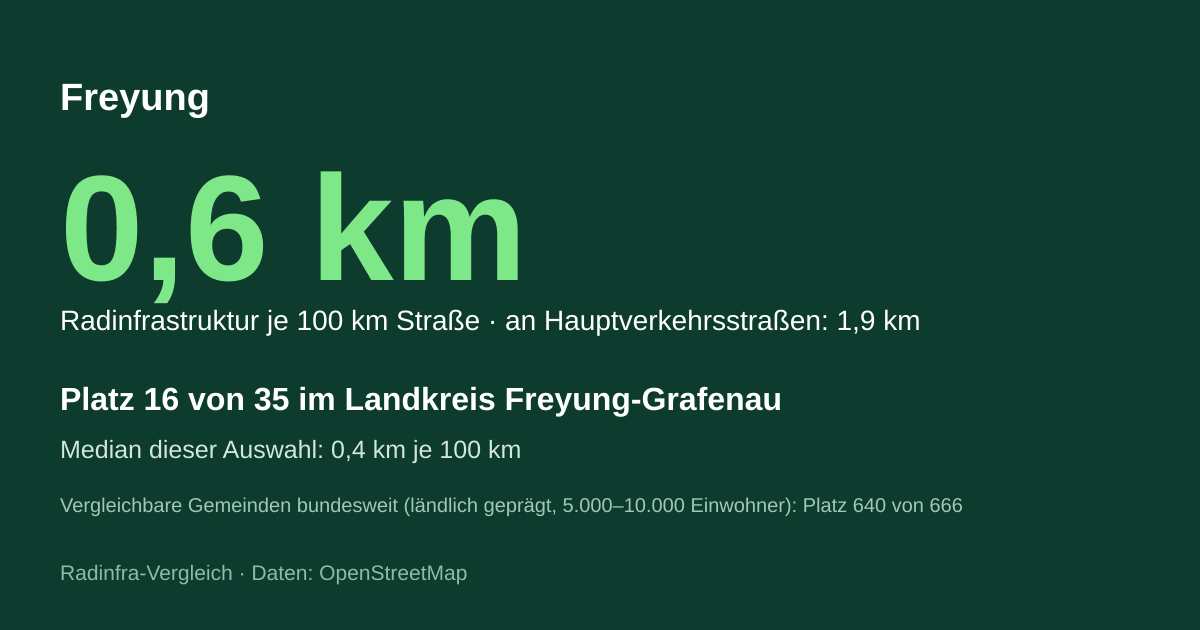 Freyung
0,6 km
Radinfrastruktur je 100 km Straße · an Hauptverkehrsstraßen: 1,9 km
Platz 16 von 35 im Landkreis Freyung-Grafenau
Median dieser Auswahl: 0,4 km je 100 km
Vergleichbare Gemeinden bundesweit (ländlich geprägt, 5.000–10.000 Einwohner): Platz 640 von 666
Radinfra-Vergleich · Daten: OpenStreetMap